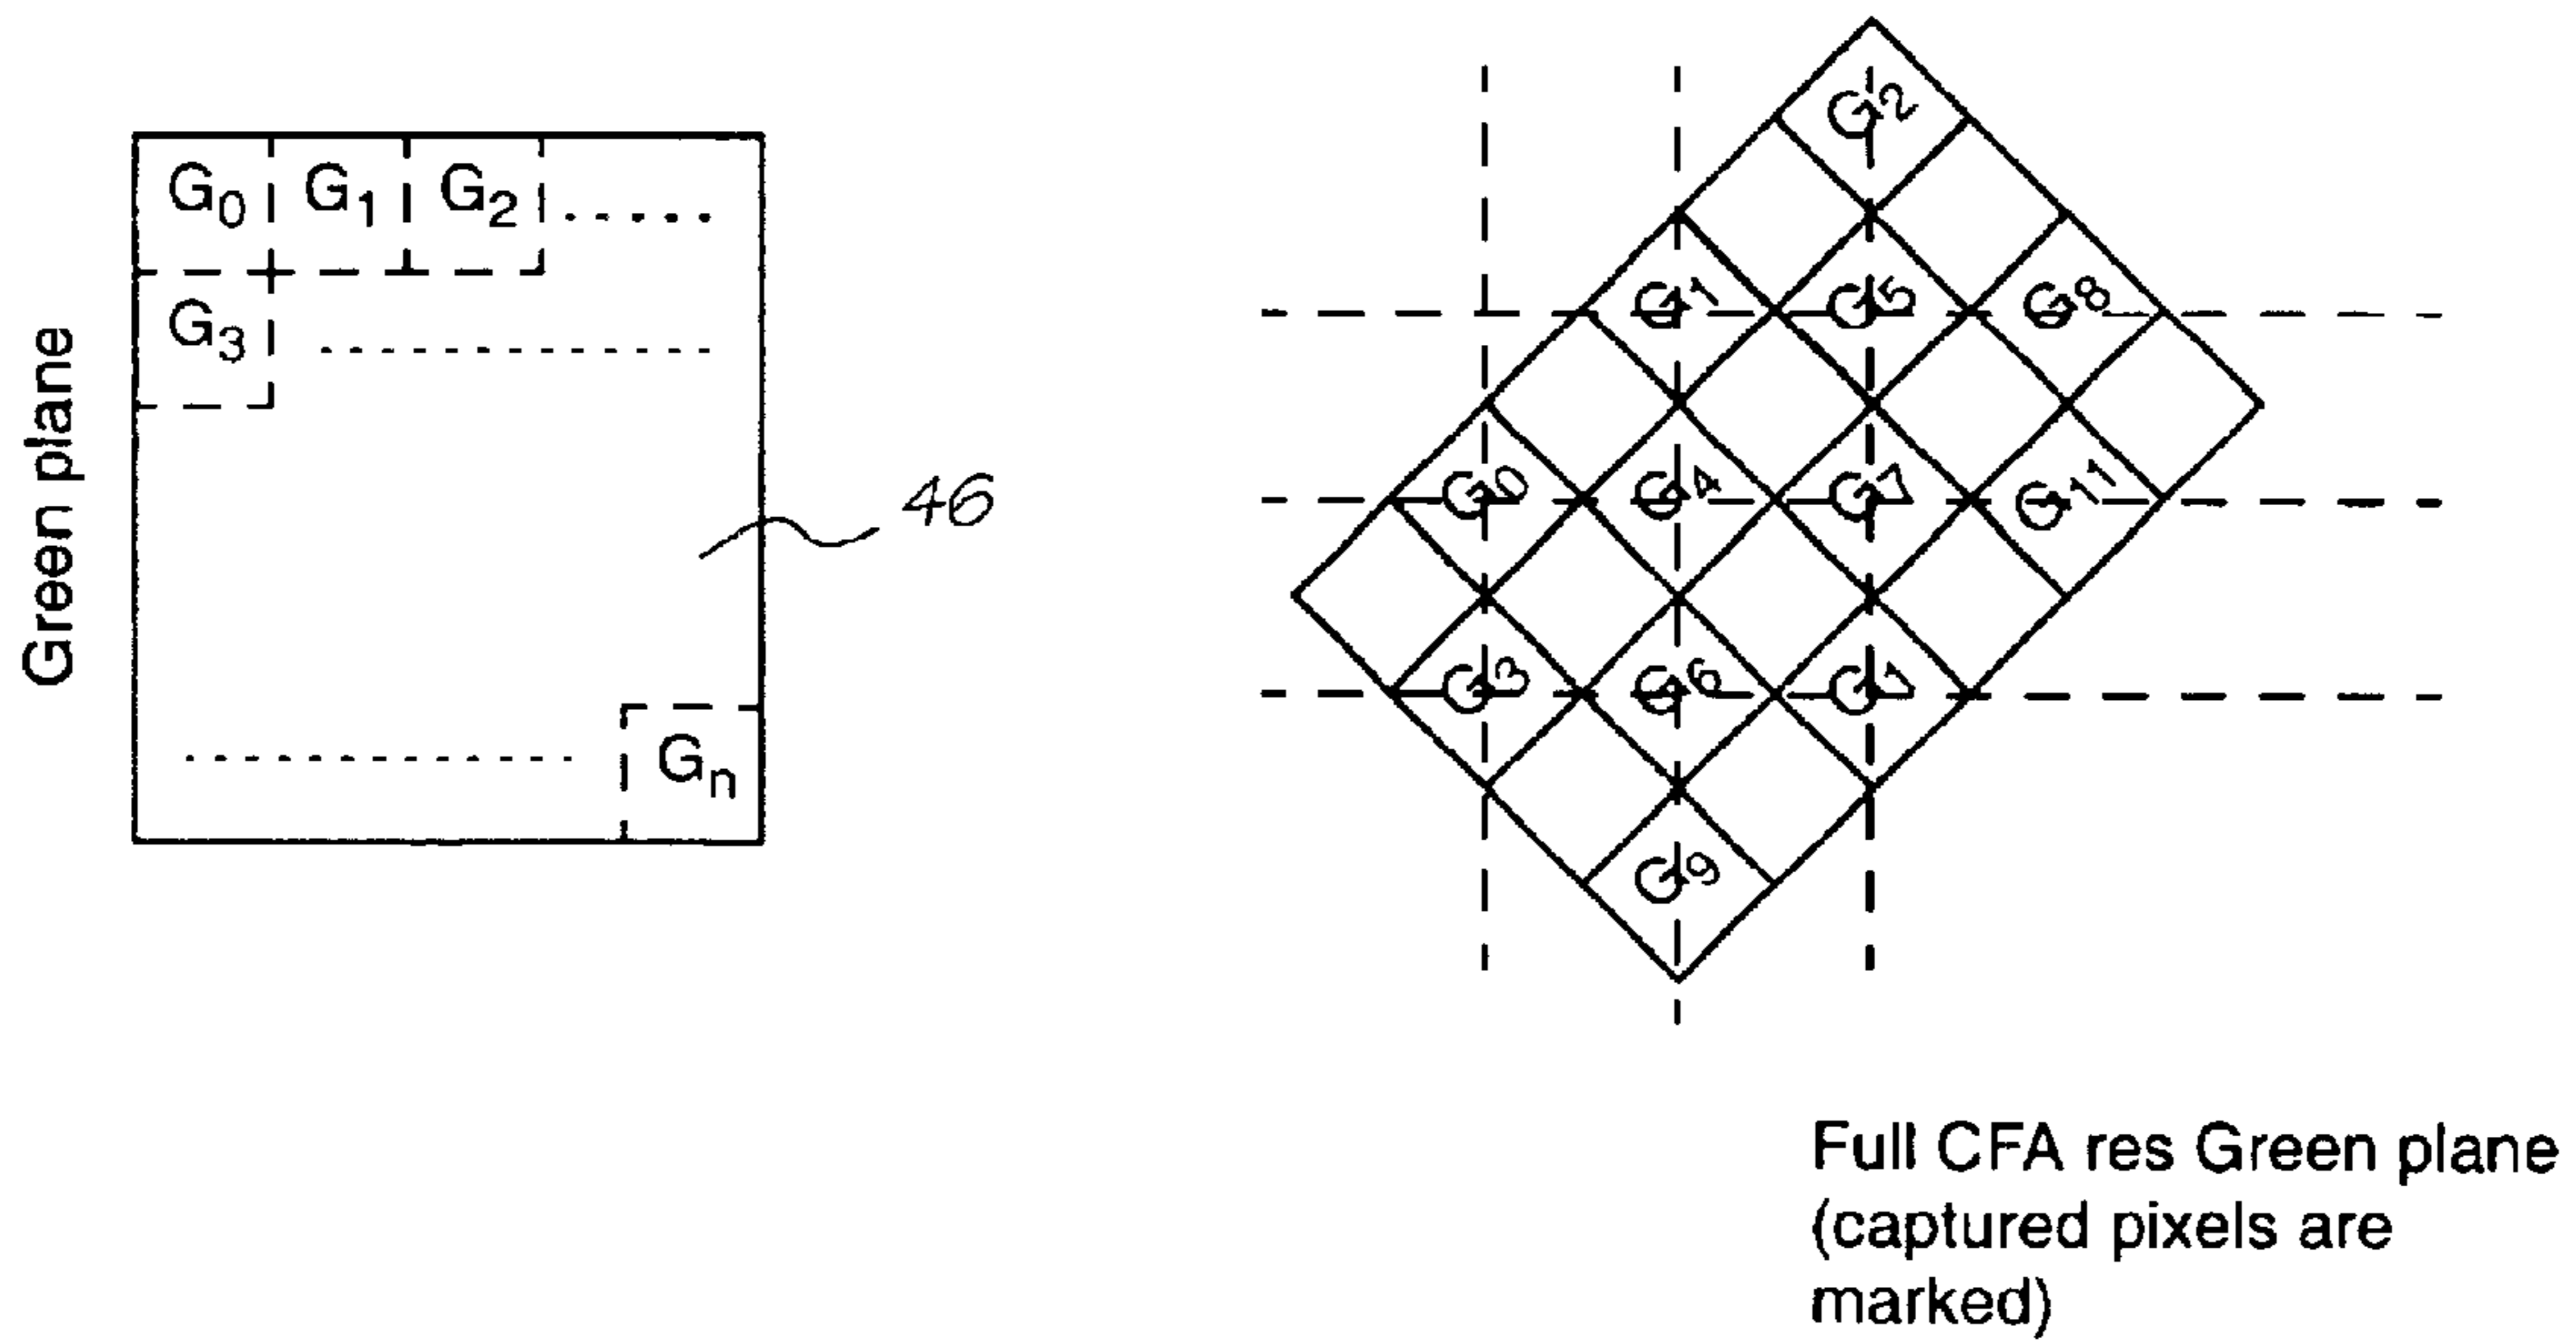 Green plane
G0 G1 G2 .....
G3
Gn
46
G2
G1 G5 G8
G0 G4 G7 G11
G3 G6
G9
Full CFA res Green plane
(captured pixels are
marked)